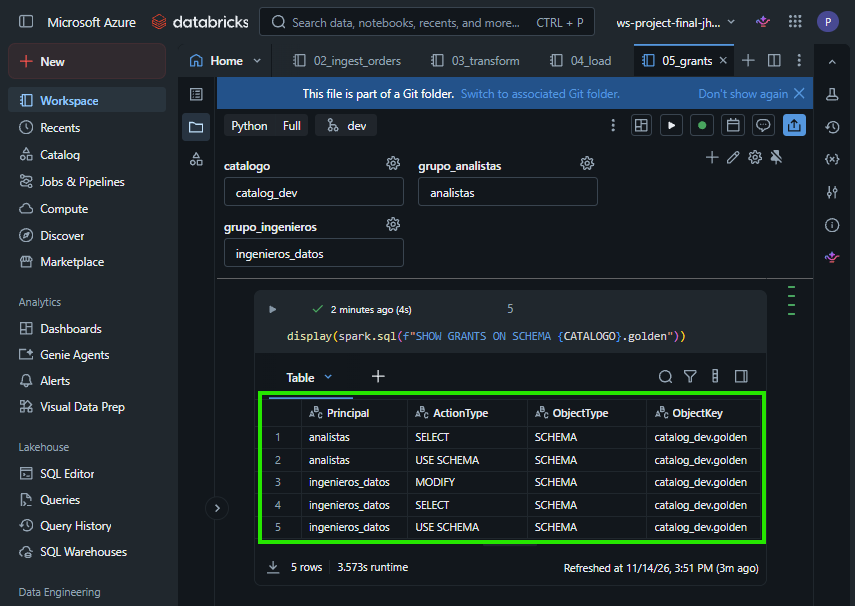 Microsoft Azure databricks Search data, notebooks, recents, and more... CTRL + P ws-project-final-jh... P
New
Workspace
Recents
Catalog
Jobs & Pipelines
Compute
Discover
Marketplace
Analytics
Dashboards
Genie Agents
Alerts
Visual Data Prep
Lakehouse
SQL Editor
Queries
Query History
SQL Warehouses
Data Engineering
Home 02_ingest_orders 03_transform 04_load 05_grants
This file is part of a Git folder. Switch to associated Git folder. Don't show again
Python Full dev
catalogo grupo_analistas
catalog_dev analistas
grupo_ingenieros
ingenieros_datos
2 minutes ago (4s) 5
display(spark.sql(f"SHOW GRANTS ON SCHEMA {CATALOGO}.golden"))
Table
Principal ActionType ObjectType ObjectKey
1 analistas SELECT SCHEMA catalog_dev.golden
2 analistas USE SCHEMA SCHEMA catalog_dev.golden
3 ingenieros_datos MODIFY SCHEMA catalog_dev.golden
4 ingenieros_datos SELECT SCHEMA catalog_dev.golden
5 ingenieros_datos USE SCHEMA SCHEMA catalog_dev.golden
5 rows 3.573s runtime Refreshed at 11/14/26, 3:51 PM (3m ago)